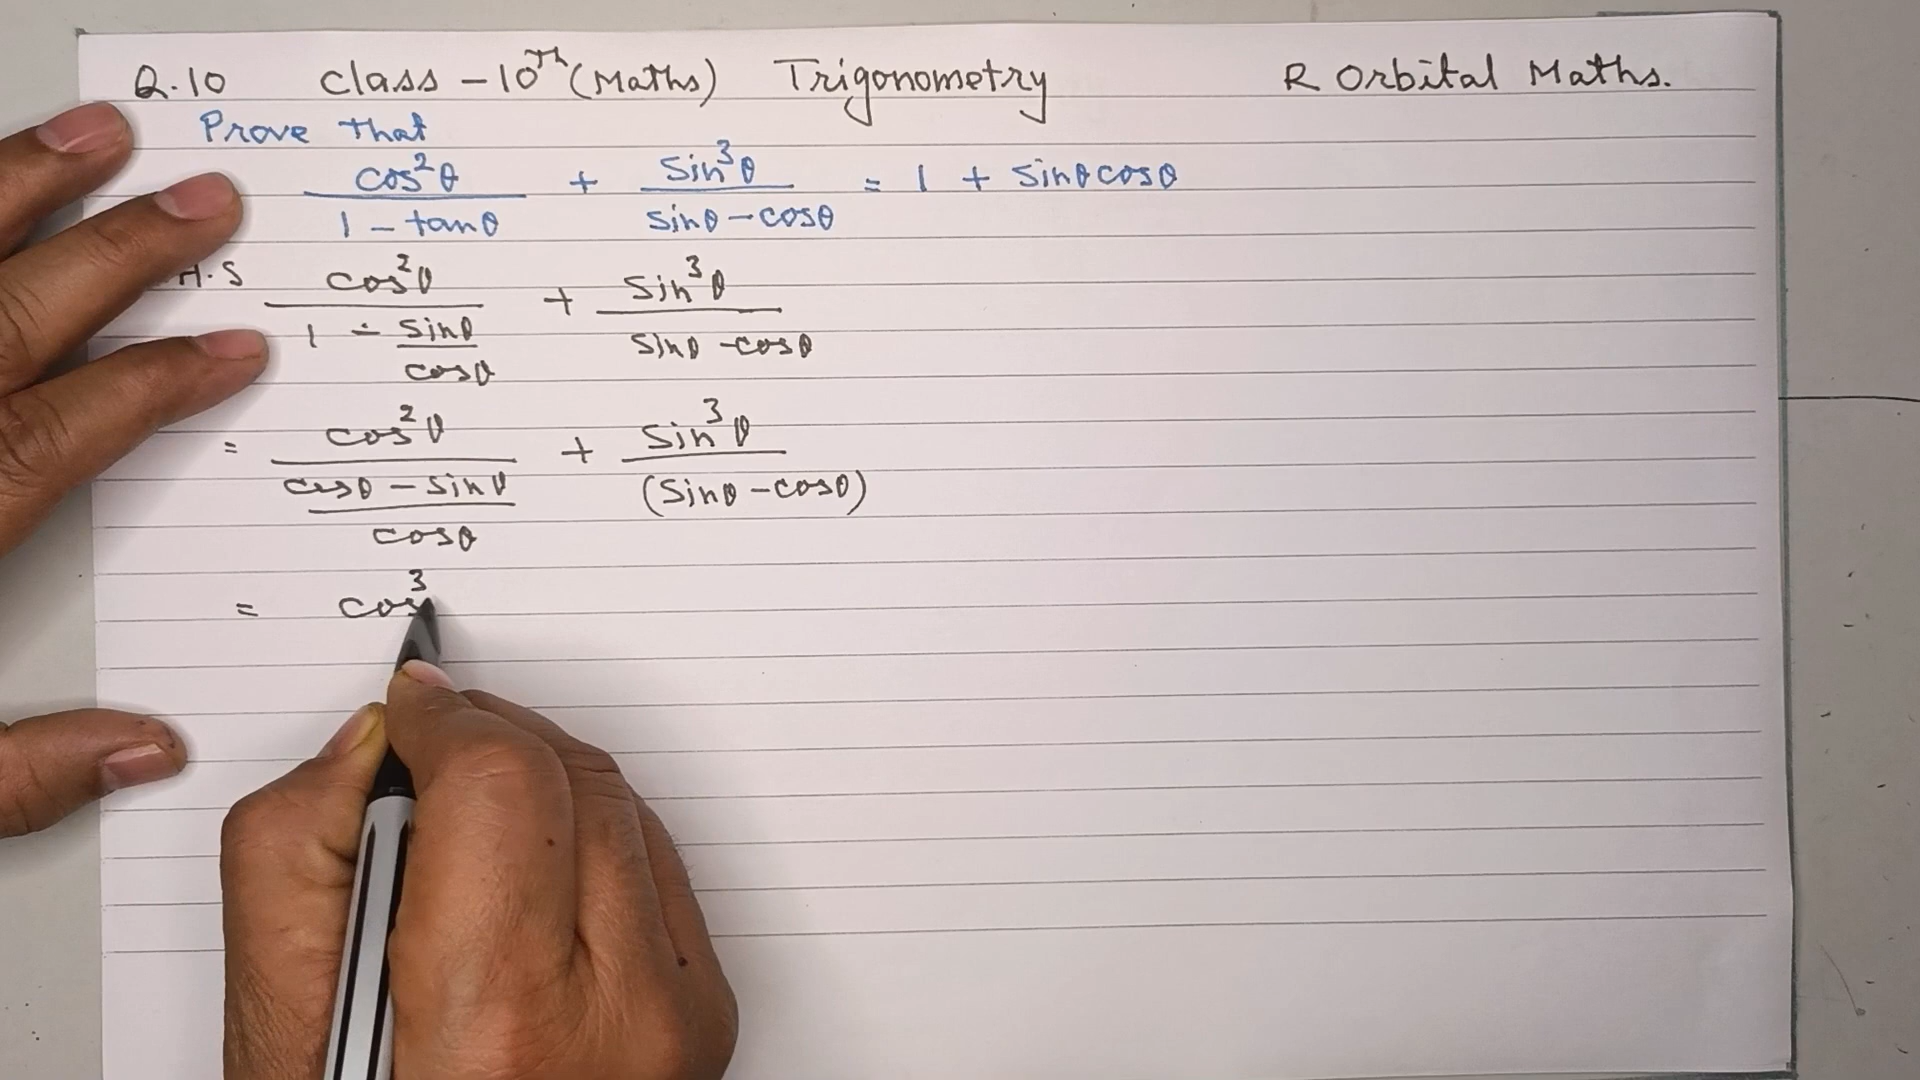 Q.10 Class - 10th (Maths) Trigonometry R Orbital Maths.
Prove that
cos²θ / (1 - tanθ) + sin³θ / (sinθ - cosθ) = 1 + sinθcosθ
H.S cos²θ / (1 - sinθ/cosθ) + sin³θ / (sinθ - cosθ)
= cos²θ / ((cosθ - sinθ)/cosθ) + sin³θ / (sinθ - cosθ)
= cos³